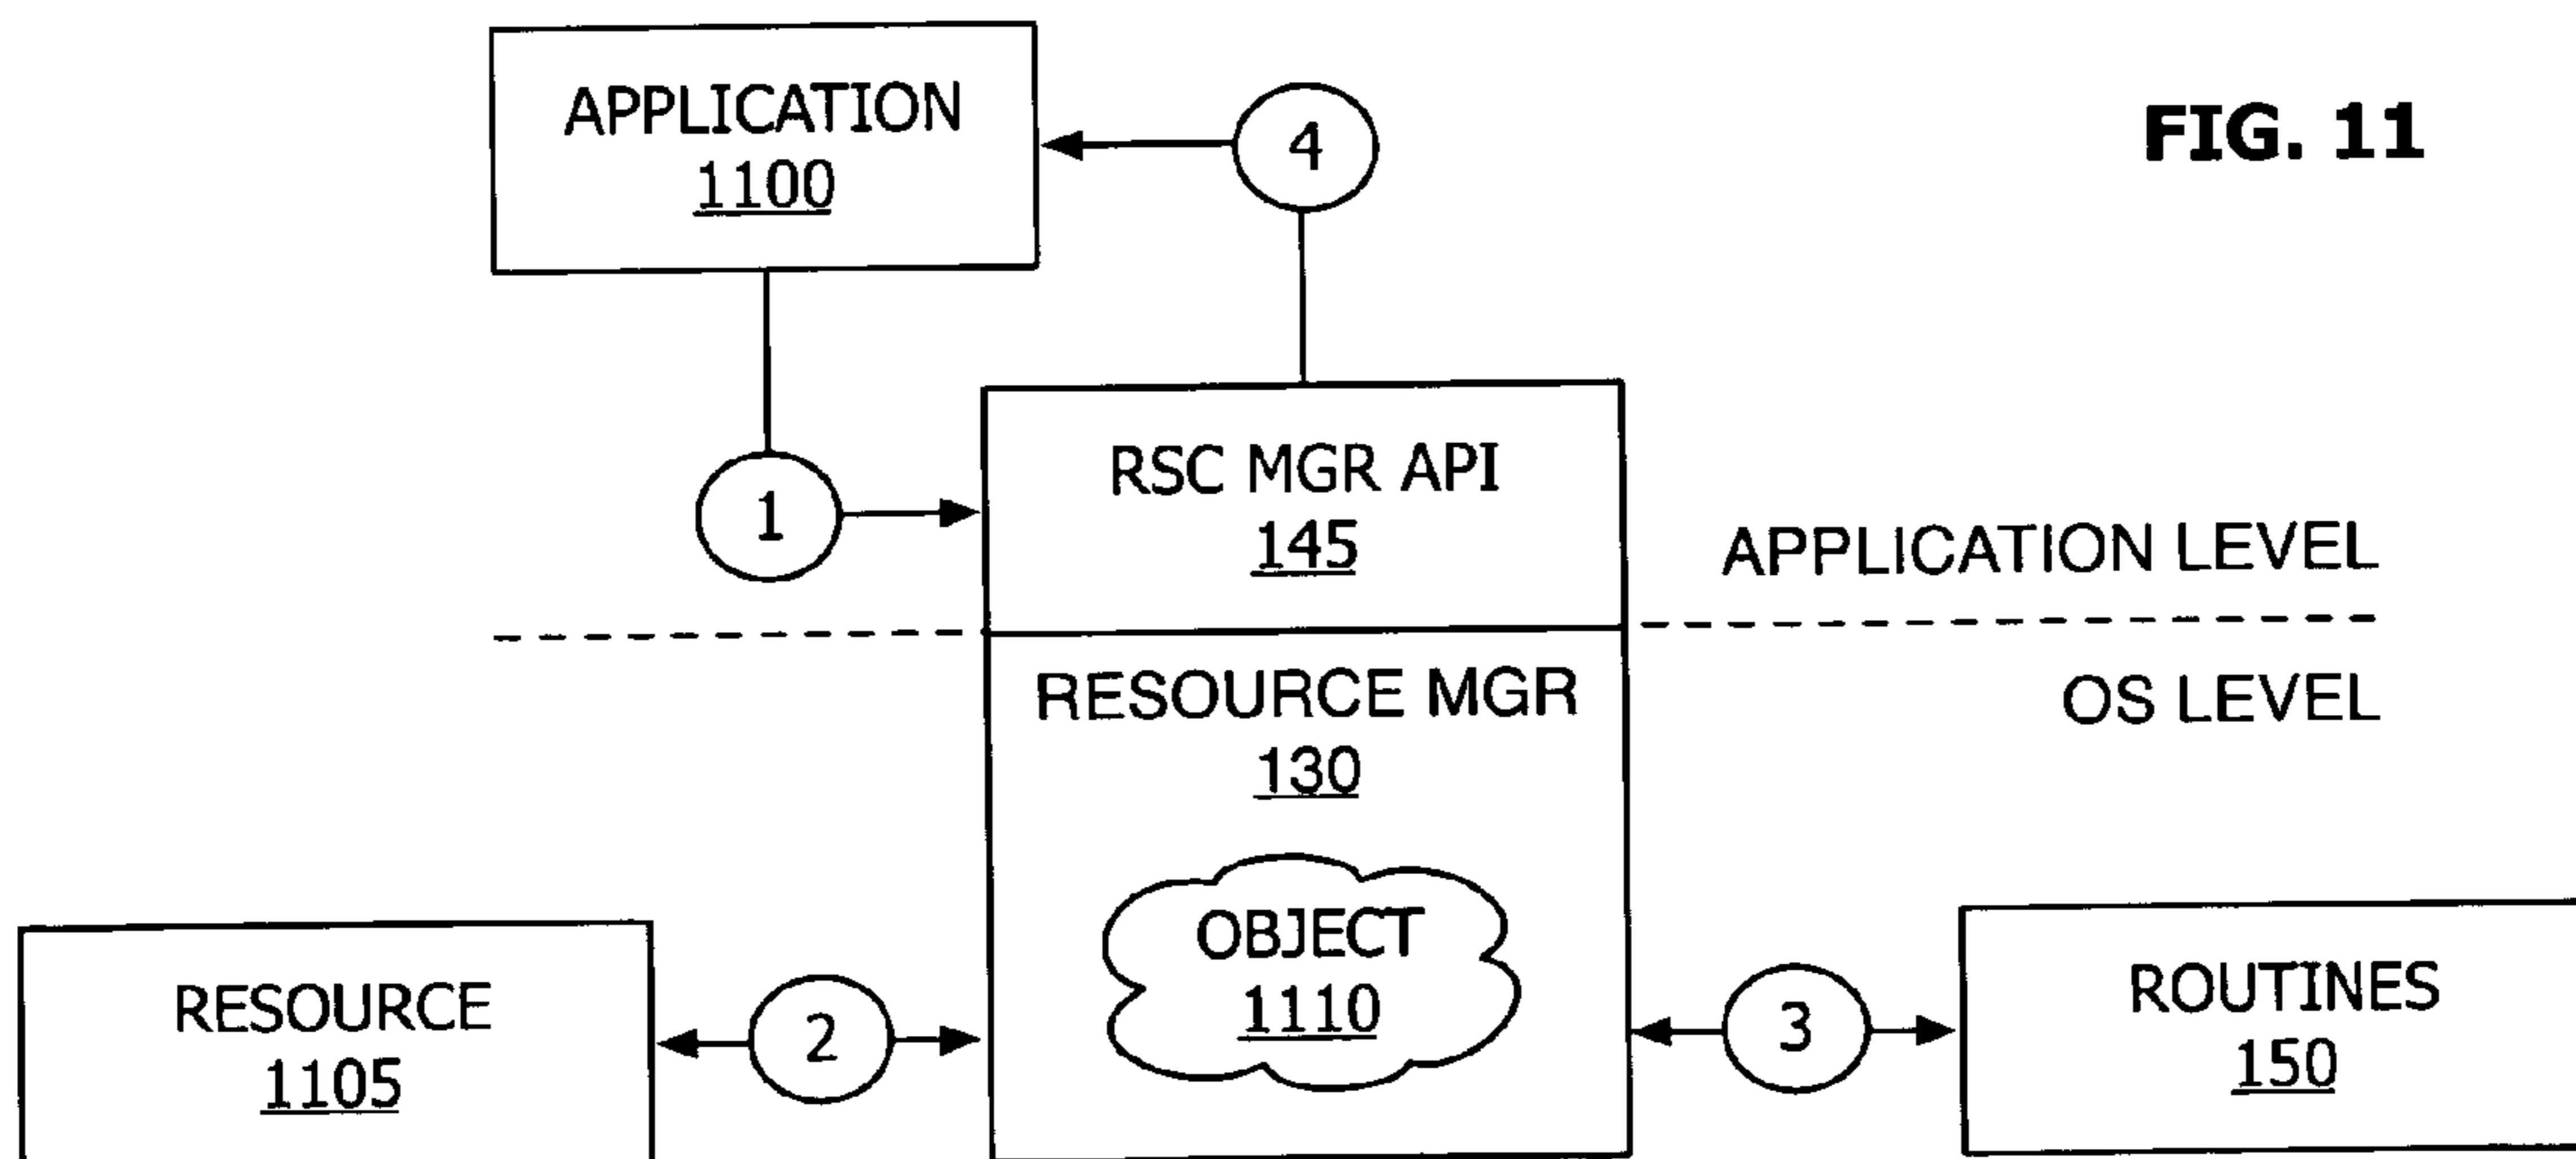 APPLICATION
1100
4
FIG. 11
1
RSC MGR API
145
APPLICATION LEVEL
RESOURCE MGR
130
OS LEVEL
OBJECT
1110
RESOURCE
1105
2
3
ROUTINES
150